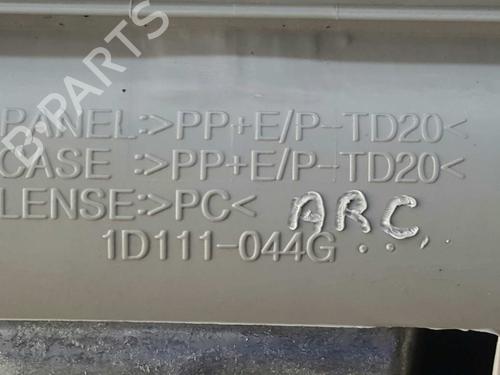 PANEL:>PP+E/P-TD20<
CASE :>PP+E/P-TD20<
LENSE:>PC< ARC
1D111-044G
B-PARTS